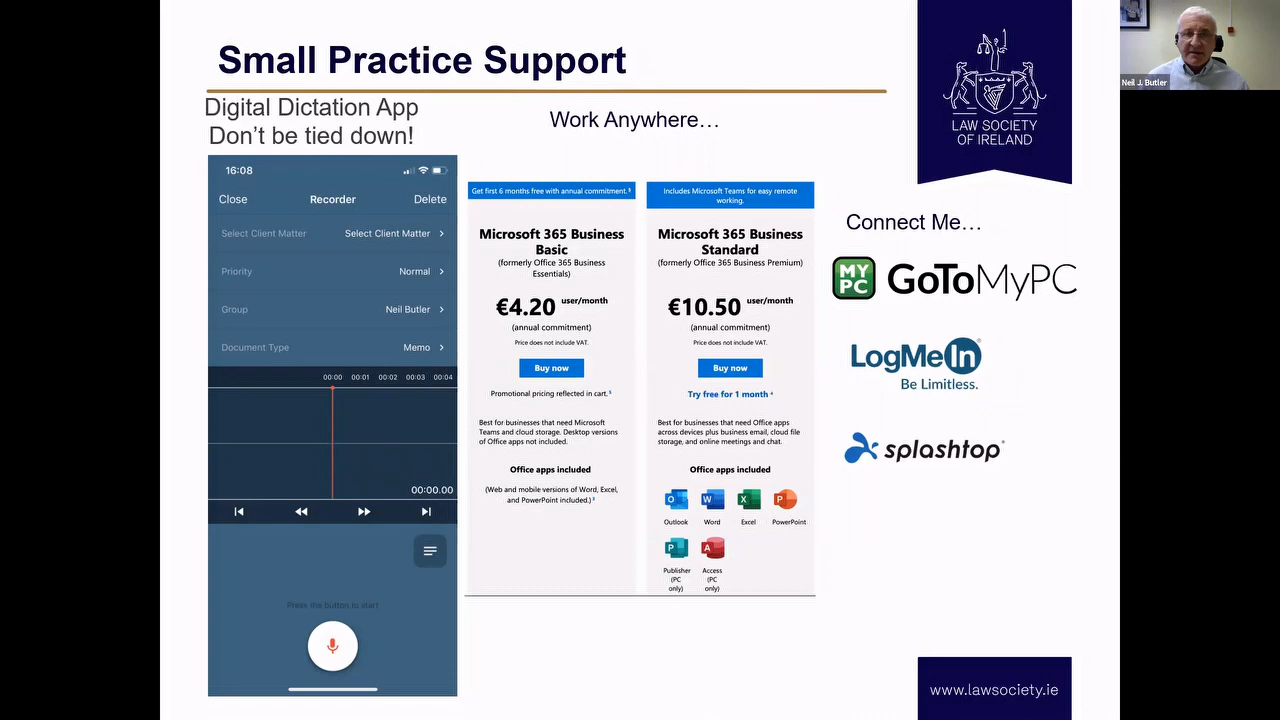 Small Practice Support
Digital Dictation App
Don't be tied down!
16:08
Close Recorder Delete
Select Client Matter Select Client Matter >
Priority Normal >
Group Neil Butler >
Document Type Memo >
00:00 00:01 00:02 00:03 00:04
00:00.00
Press the button to start
Work Anywhere…
Get first 6 months free with annual commitment.⁵
Microsoft 365 Business
Basic
(formerly Office 365 Business
Essentials)
€4.20 user/month
(annual commitment)
Price does not include VAT.
Buy now
Promotional pricing reflected in cart.⁵
Best for businesses that need Microsoft
Teams and cloud storage. Desktop versions
of Office apps not included.
Office apps included
(Web and mobile versions of Word, Excel,
and PowerPoint included.)³
Includes Microsoft Teams for easy remote
working.
Microsoft 365 Business
Standard
(formerly Office 365 Business Premium)
€10.50 user/month
(annual commitment)
Price does not include VAT.
Buy now
Try free for 1 month ⁴
Best for businesses that need Office apps
across devices plus business email, cloud file
storage, and online meetings and chat.
Office apps included
Outlook Word Excel PowerPoint
Publisher
(PC
only)
Access
(PC
only)
Connect Me…
MY
PC
GoToMyPC
LogMeIn
Be Limitless.
splashtop
LAW SOCIETY
OF IRELAND
www.lawsociety.ie
Neil J. Butler